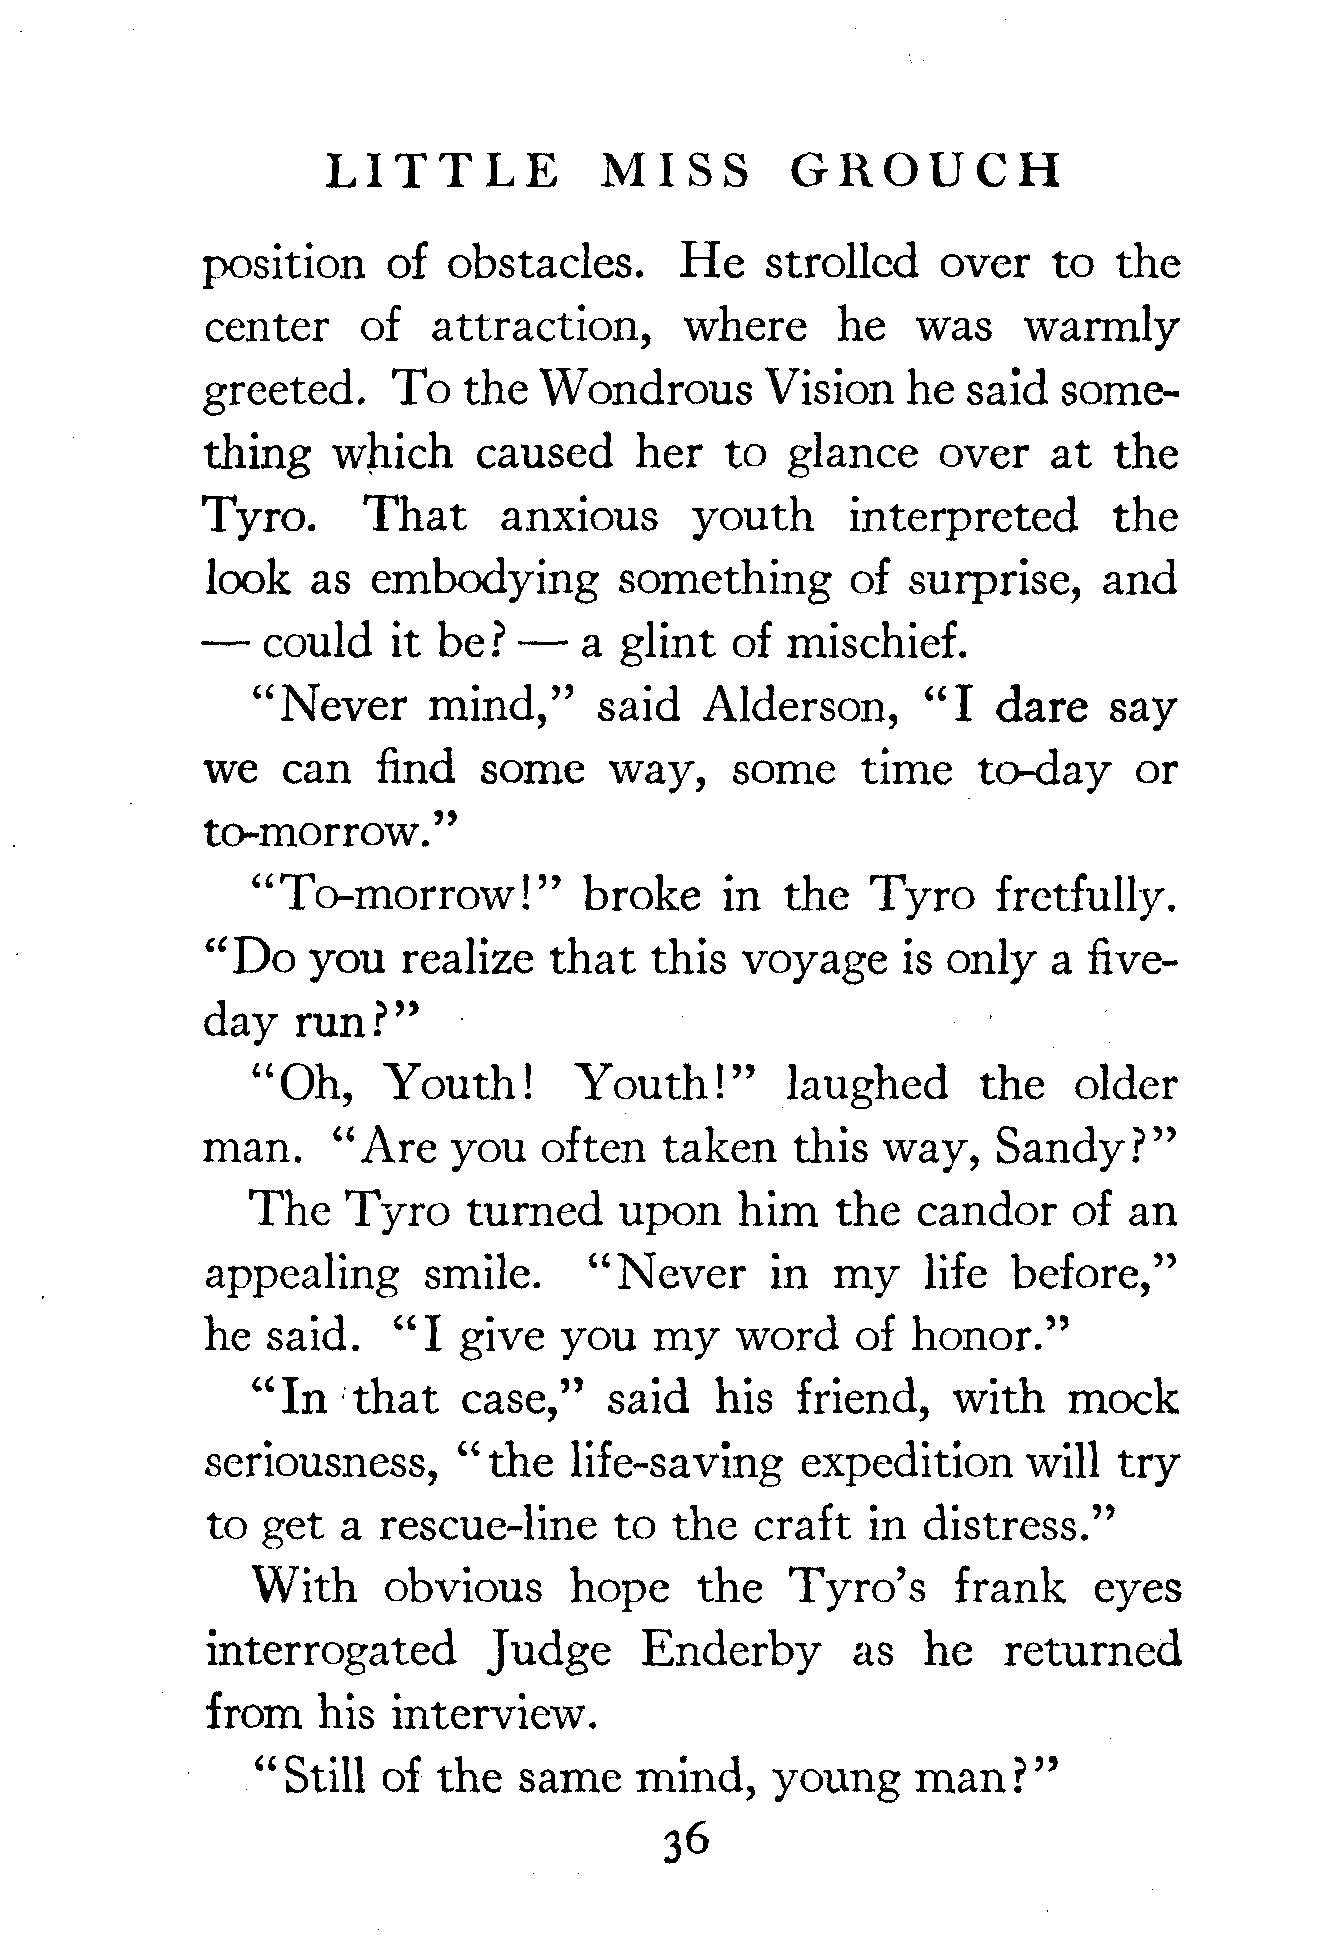 LITTLE MISS GROUCH
position of obstacles. He strolled over to the
center of attraction, where he was warmly
greeted. To the Wondrous Vision he said some-
thing which caused her to glance over at the
Tyro. That anxious youth interpreted the
look as embodying something of surprise, and
— could it be? — a glint of mischief.
"Never mind," said Alderson, "I dare say
we can find some way, some time to-day or
to-morrow."
"To-morrow!" broke in the Tyro fretfully.
"Do you realize that this voyage is only a five-
day run?"
"Oh, Youth! Youth!" laughed the older
man. "Are you often taken this way, Sandy?"
The Tyro turned upon him the candor of an
appealing smile. "Never in my life before,"
he said. "I give you my word of honor."
"In that case," said his friend, with mock
seriousness, "the life-saving expedition will try
to get a rescue-line to the craft in distress."
With obvious hope the Tyro's frank eyes
interrogated Judge Enderby as he returned
from his interview.
"Still of the same mind, young man?"
36